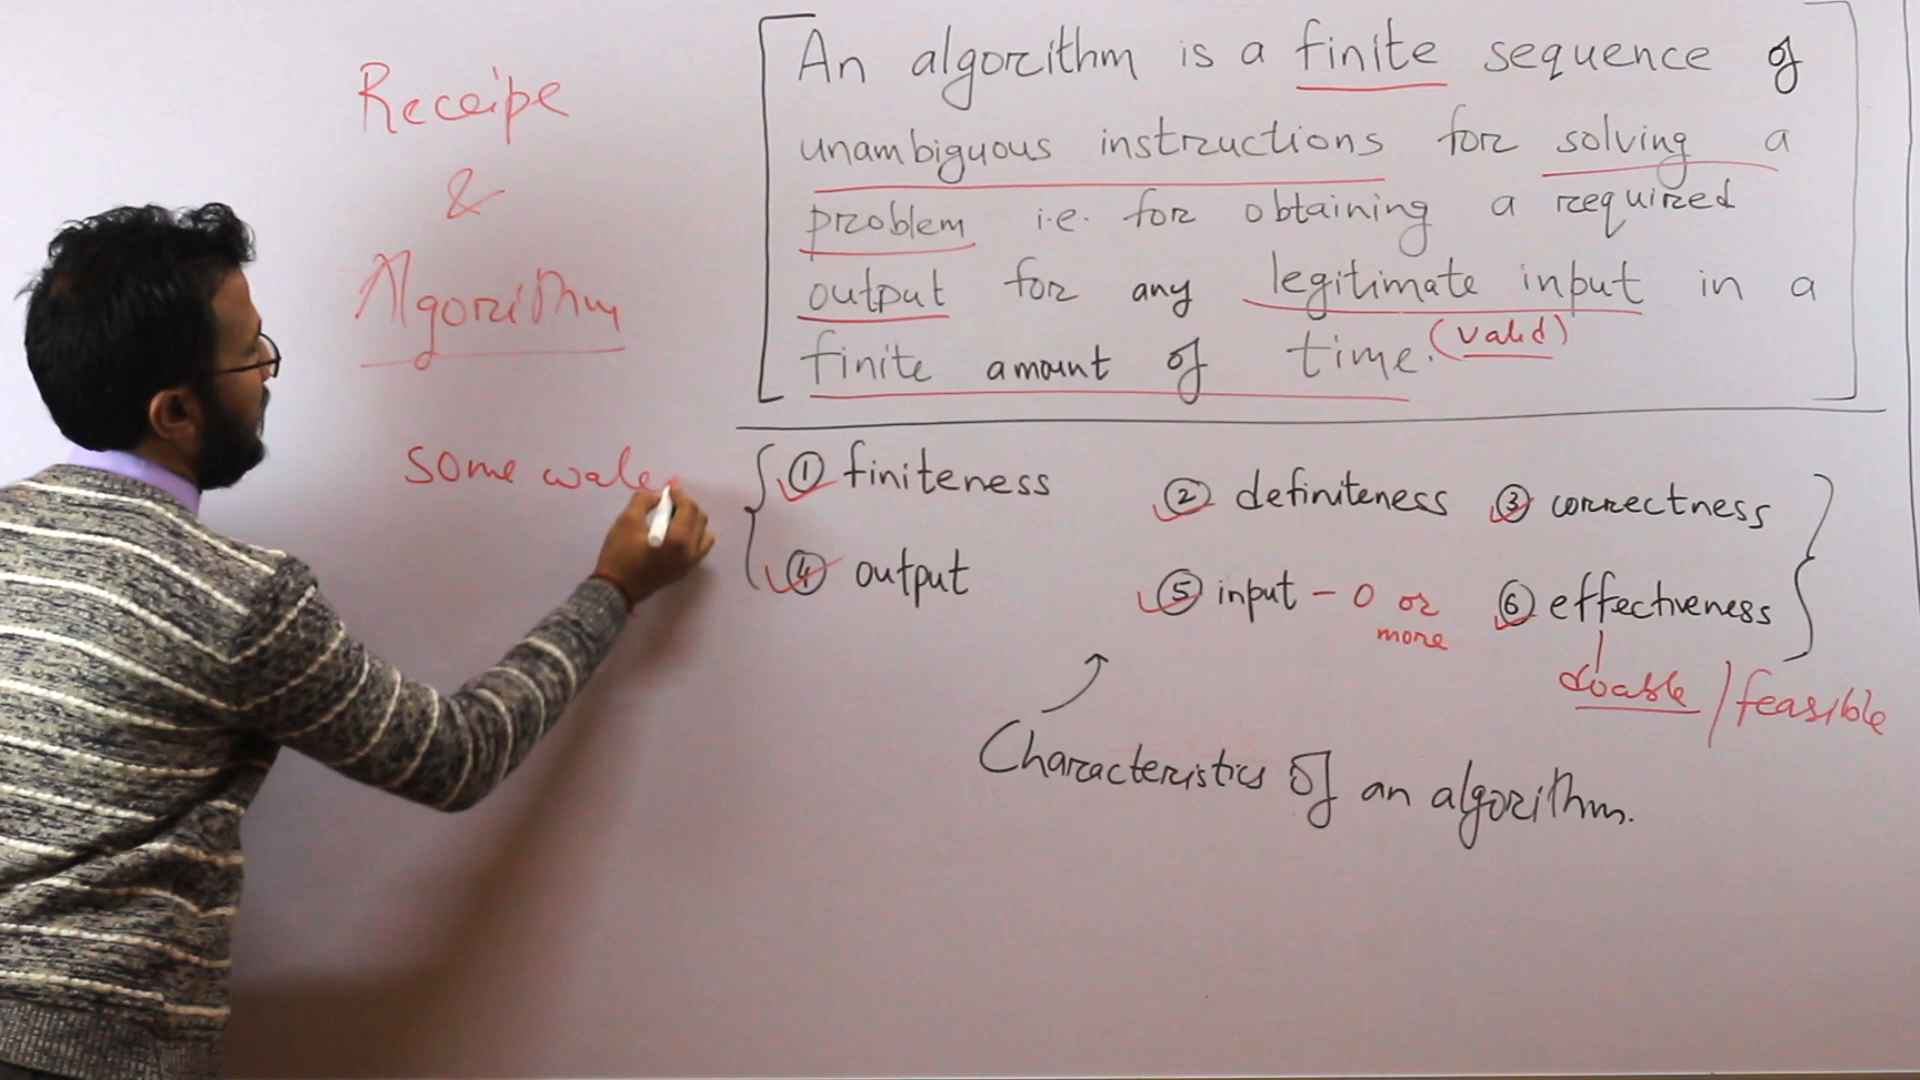 Receipe
&
Algorithm
some wate
An algorithm is a finite sequence of
unambiguous instructions for solving a
problem i.e. for obtaining a required
output for any legitimate input in a
(valid)
finite amount of time.
① finiteness ② definiteness ③ correctness
④ output ⑤ input - 0 or more ⑥ effectiveness
doable / feasible
Characteristics of an algorithm.